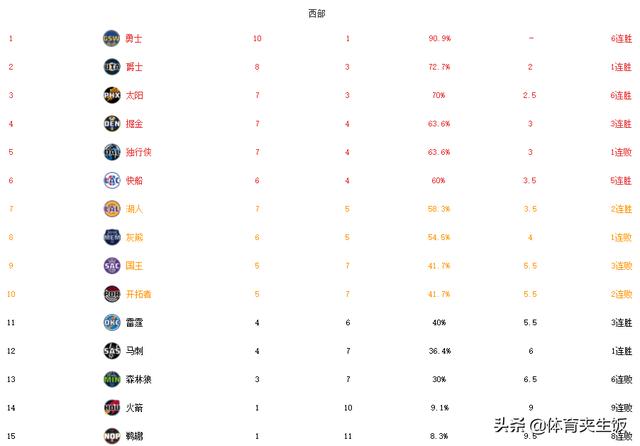 西部
1 GSW 勇士 10 1 90.9% - 6连胜
2 UTA 爵士 8 3 72.7% 2 1连胜
3 PHX 太阳 7 3 70% 2.5 6连胜
4 DEN 掘金 7 4 63.6% 3 3连胜
5 DAL 独行侠 7 4 63.6% 3 1连败
6 LAC 快船 6 4 60% 3.5 5连胜
7 LAL 湖人 7 5 58.3% 3.5 2连胜
8 MEM 灰熊 6 5 54.5% 4 1连败
9 SAC 国王 5 7 41.7% 5.5 3连败
10 POR 开拓者 5 7 41.7% 5.5 2连败
11 OKC 雷霆 4 6 40% 5.5 3连胜
12 SAS 马刺 4 7 36.4% 6 1连胜
13 MIN 森林狼 3 7 30% 6.5 6连败
14 HOU 火箭 1 10 9.1% 9 9连败
15 NOP 鹈鹕 1 11 8.3% 9.5 8连败
头条 @体育夹生饭